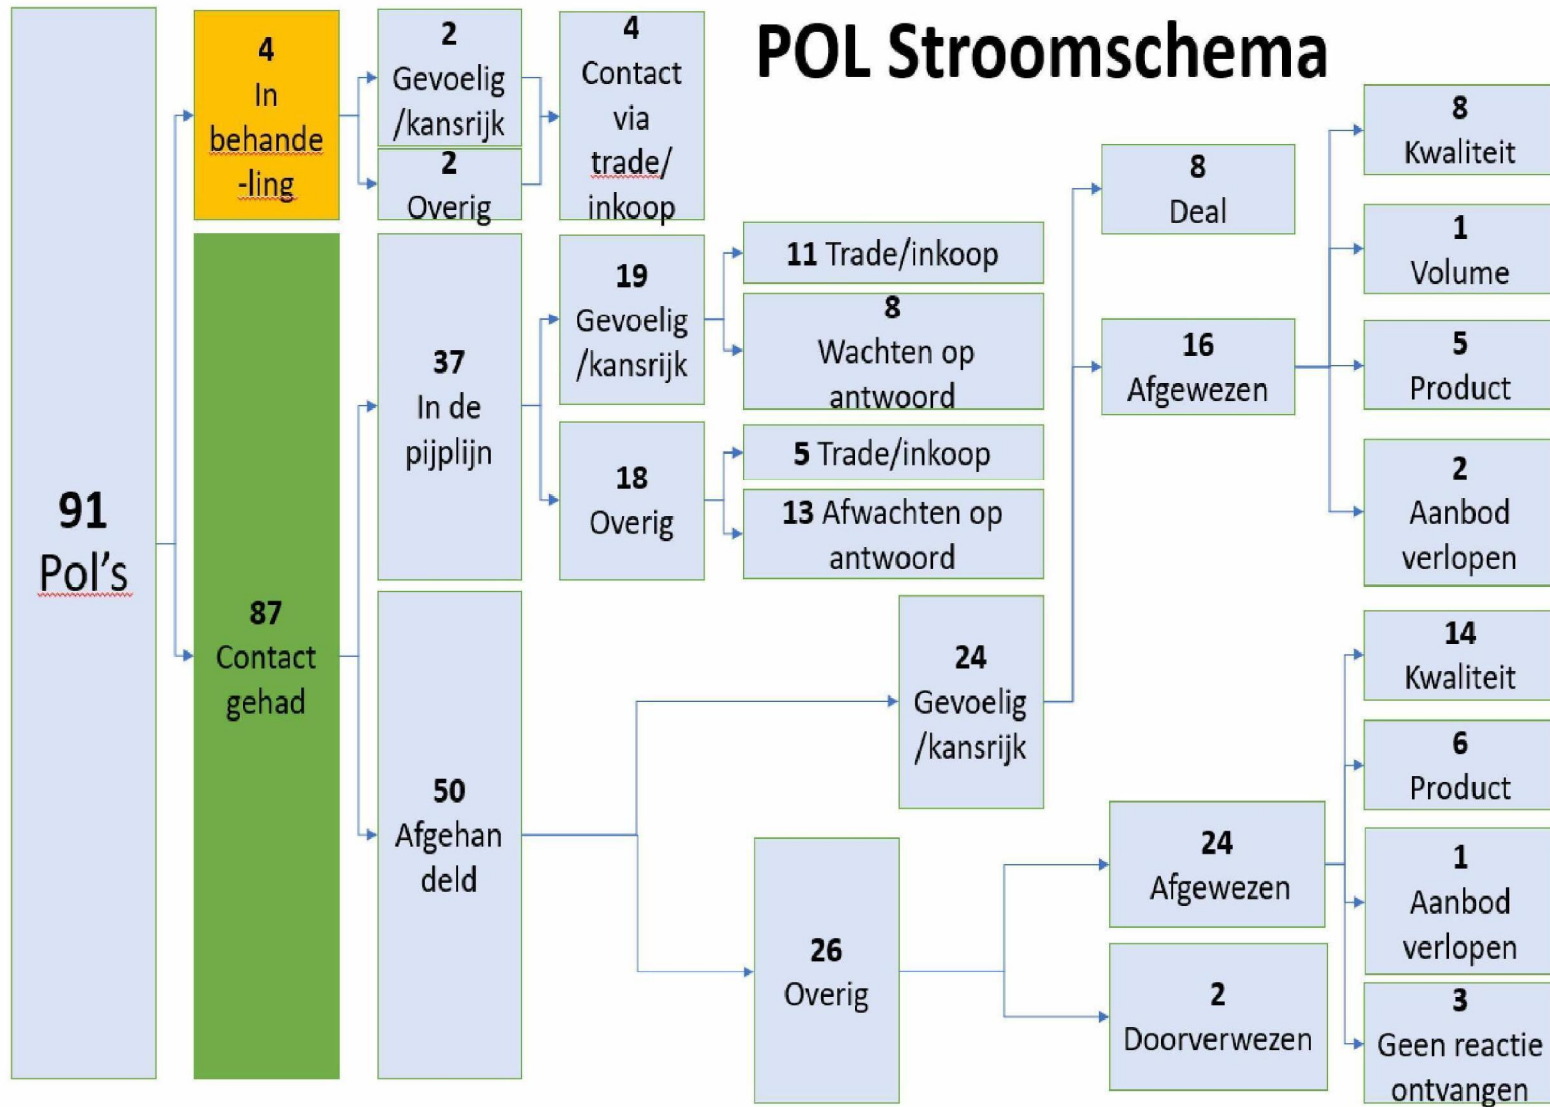 POL Stroomschema
91
Pol's
4
In
behande
-ling
87
Contact
gehad
2
Gevoelig
/kansrijk
2
Overig
4
Contact
via
trade/
inkoop
37
In de
pijplijn
19
Gevoelig
/kansrijk
11 Trade/inkoop
8
Wachten op
antwoord
18
Overig
5 Trade/inkoop
13 Afwachten op
antwoord
50
Afgehan
deld
24
Gevoelig
/kansrijk
8
Deal
16
Afgewezen
8
Kwaliteit
1
Volume
5
Product
2
Aanbod
verlopen
26
Overig
24
Afgewezen
2
Doorverwezen
14
Kwaliteit
6
Product
1
Aanbod
verlopen
3
Geen reactie
ontvangen